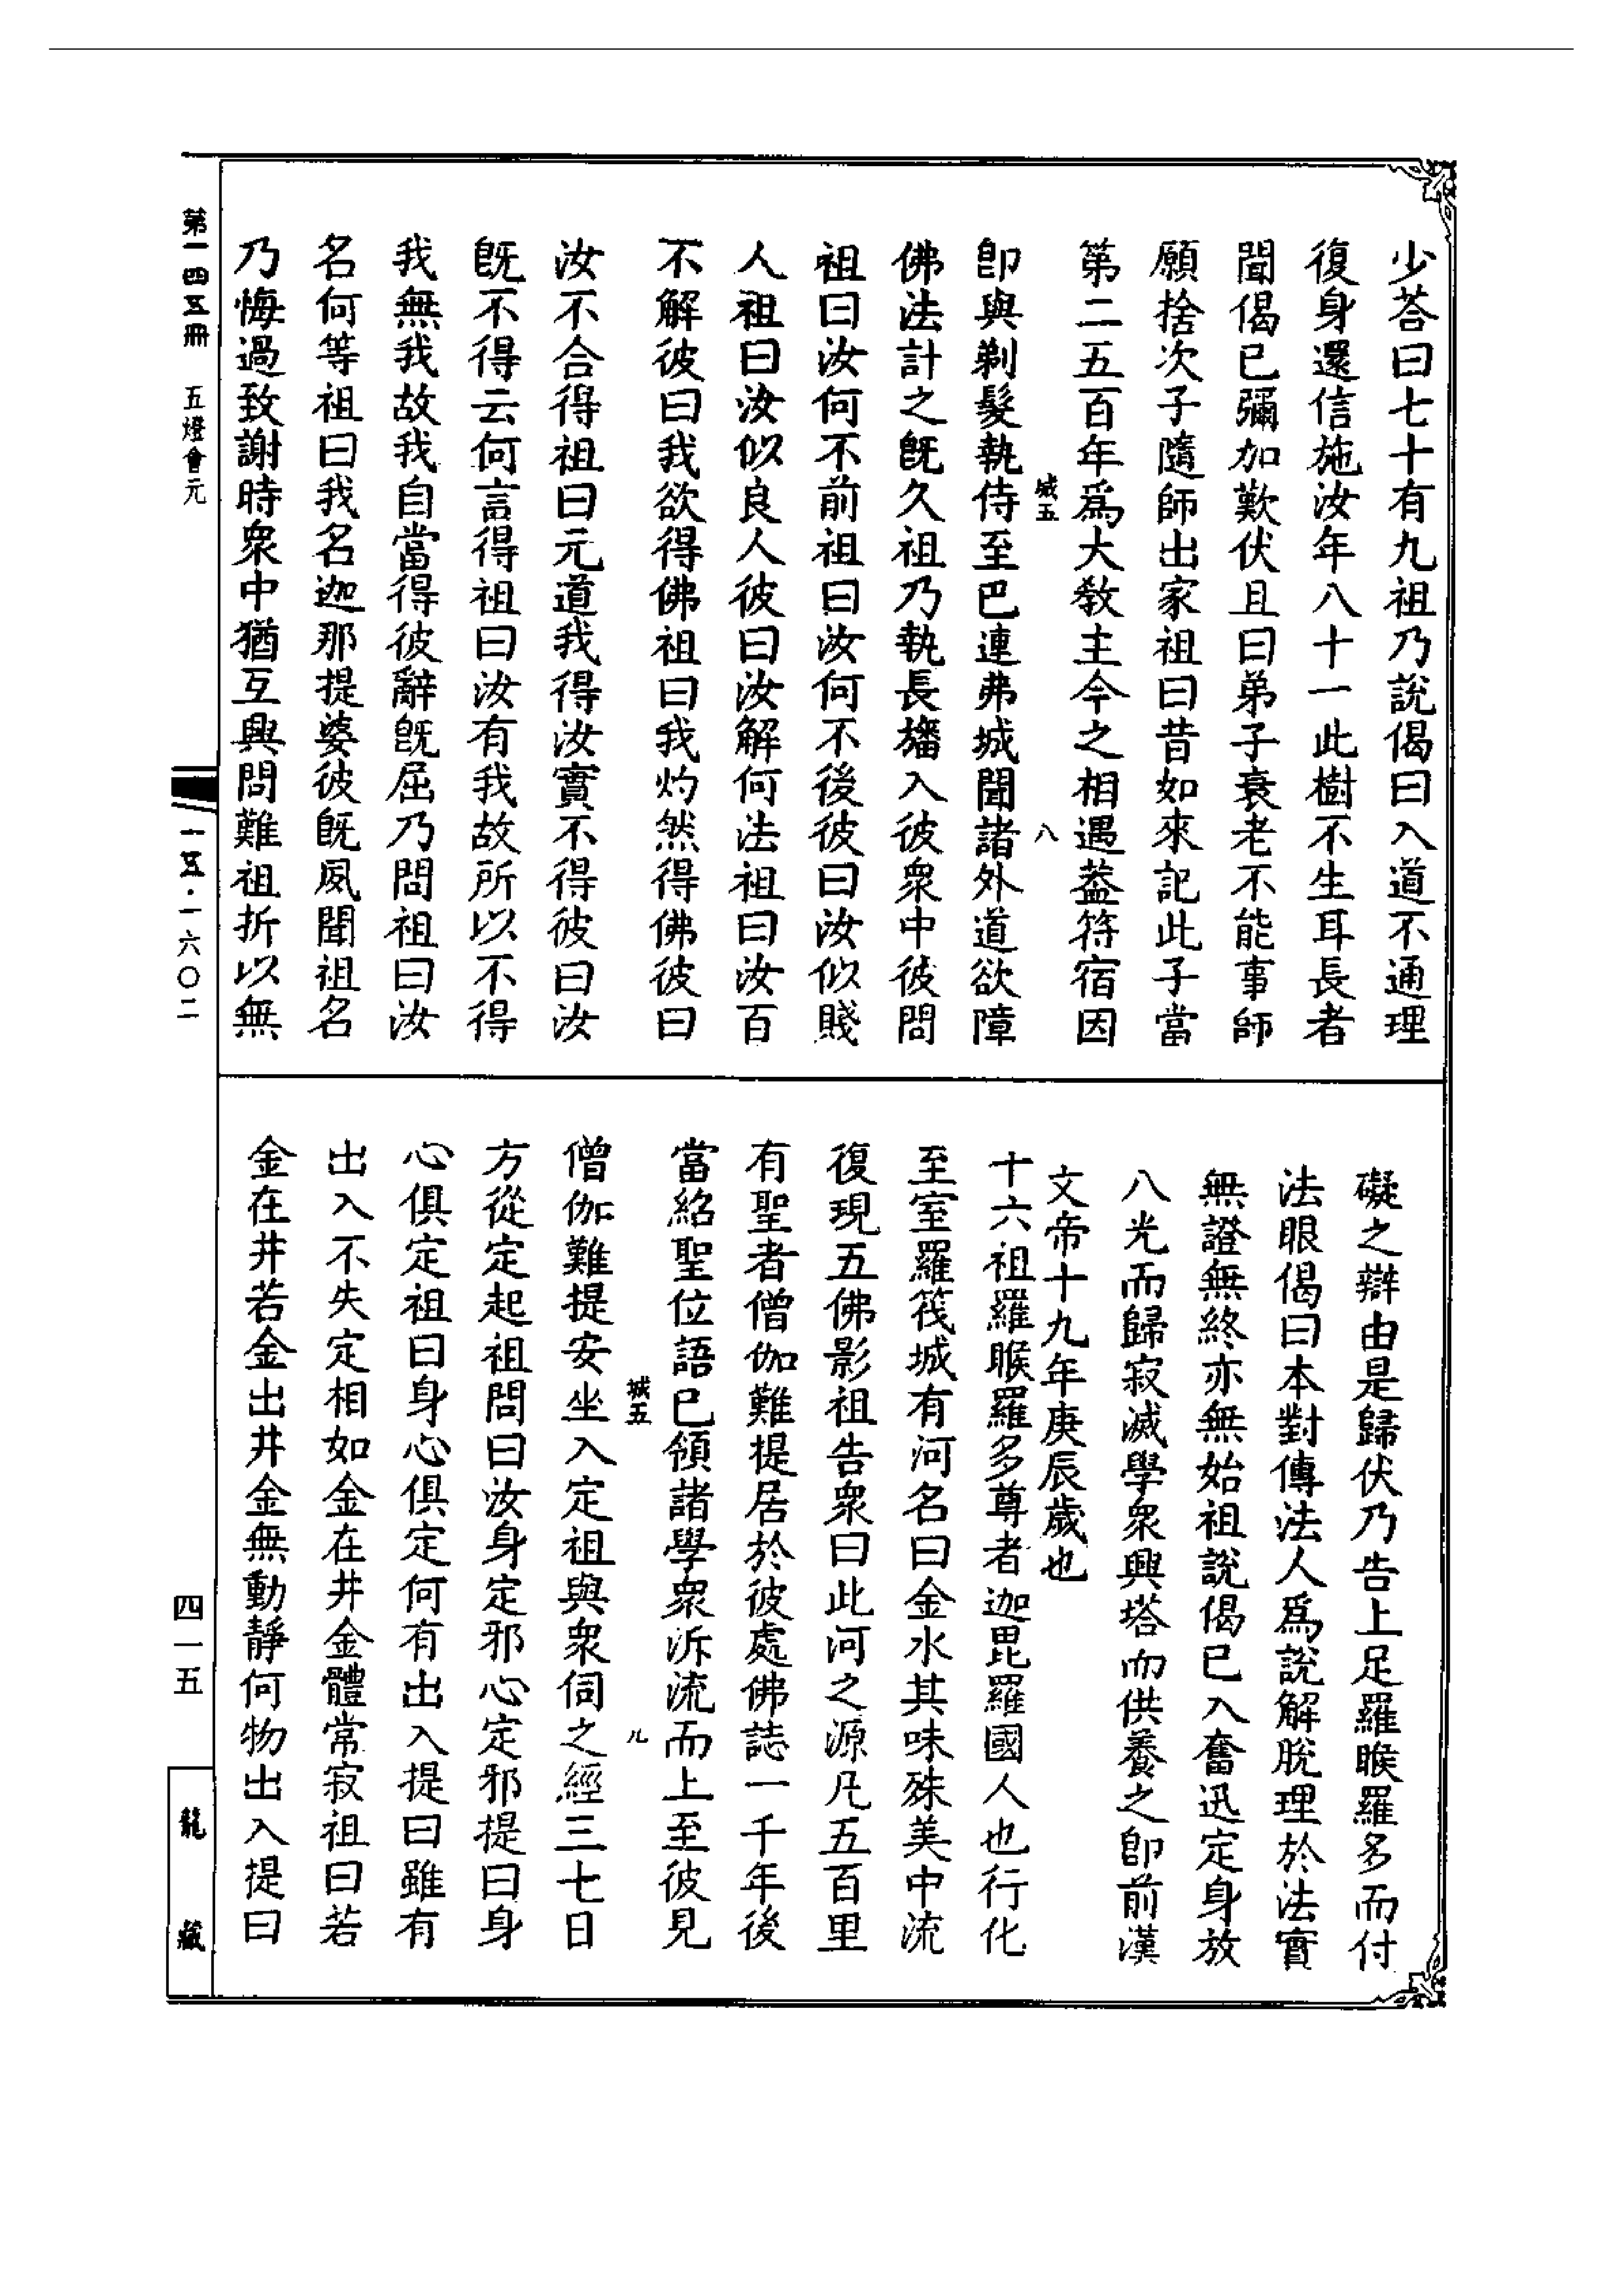 少荅曰七十有九祖乃說偈曰入道不通理
復身還信施汝年八十一此樹不生耳長者
聞偈已彌加歎伏且曰弟子衰老不能事師
願捨次子隨師出家祖曰昔如來記此子當
第二五百年爲大敎主今之相遇葢符宿因
城五 八
卽與剃髮執侍至巴連弗城聞諸外道欲障
佛法計之旣久祖乃執長旛入彼衆中彼問
祖曰汝何不前祖曰汝何不後彼曰汝似賤
人祖曰汝似良人彼曰汝解何法祖曰汝百
不解彼曰我欲得佛祖曰我灼然得佛彼曰
汝不合得祖曰元道我得汝實不得彼曰汝
旣不得云何言得祖曰汝有我故所以不得
我無我故我自當得彼辭旣屈乃問祖曰汝
名何等祖曰我名迦那提婆彼旣夙聞祖名
乃悔過致謝時衆中猶互興問難祖折以無
礙之辯由是歸伏乃告上足羅睺羅多而付
法眼偈曰本對傳法人爲說解脫理於法實
無證無終亦無始祖說偈已入奮迅定身放
八光而歸寂滅學衆興塔而供養之卽前漢
文帝十九年庚辰歲也
十六祖羅睺羅多尊者迦毘羅國人也行化
至室羅筏城有河名曰金水其味殊美中流
復現五佛影祖告衆曰此河之源凡五百里
有聖者僧伽難提居於彼處佛誌一千年後
當紹聖位語已領諸學衆泝流而上至彼見
城五 九
僧伽難提安坐入定祖與衆伺之經三七日
方從定起祖問曰汝身定邪心定邪提曰身
心俱定祖曰身心俱定何有出入提曰雖有
出入不失定相如金在井金體常寂祖曰若
金在井若金出井金無動靜何物出入提曰
第一四五冊 五燈會元
一五·一六〇二
四一五
龍藏